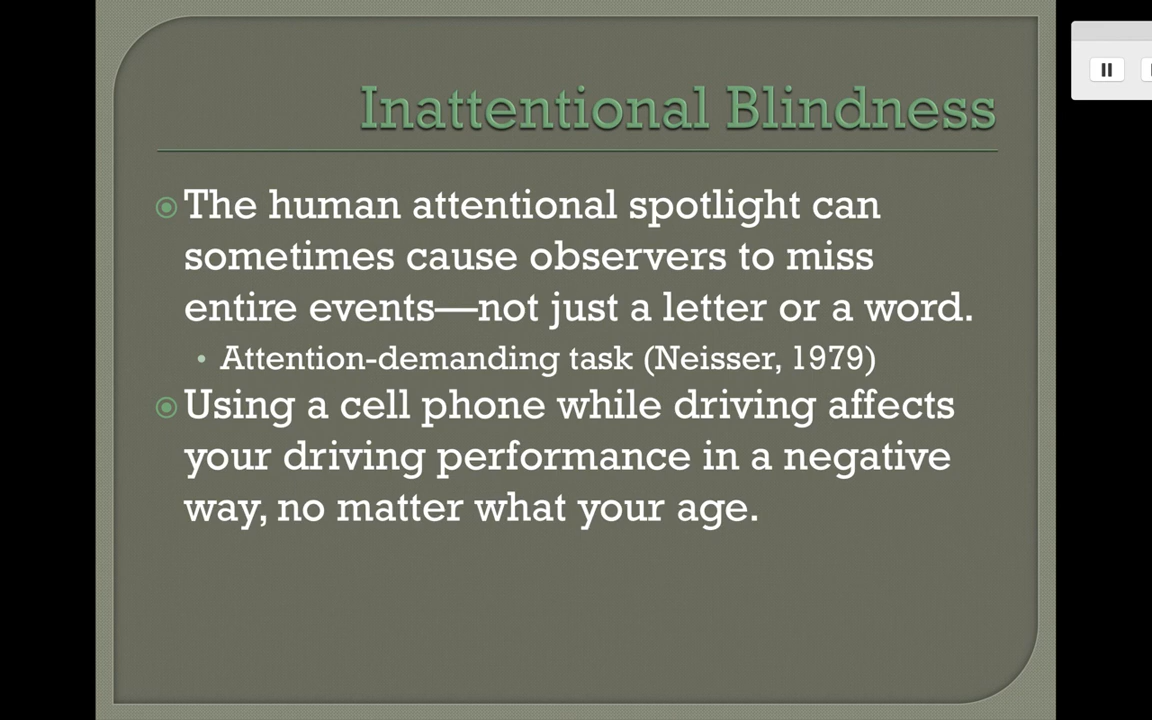 Inattentional Blindness
The human attentional spotlight can
sometimes cause observers to miss
entire events—not just a letter or a word.
Attention-demanding task (Neisser, 1979)
Using a cell phone while driving affects
your driving performance in a negative
way, no matter what your age.